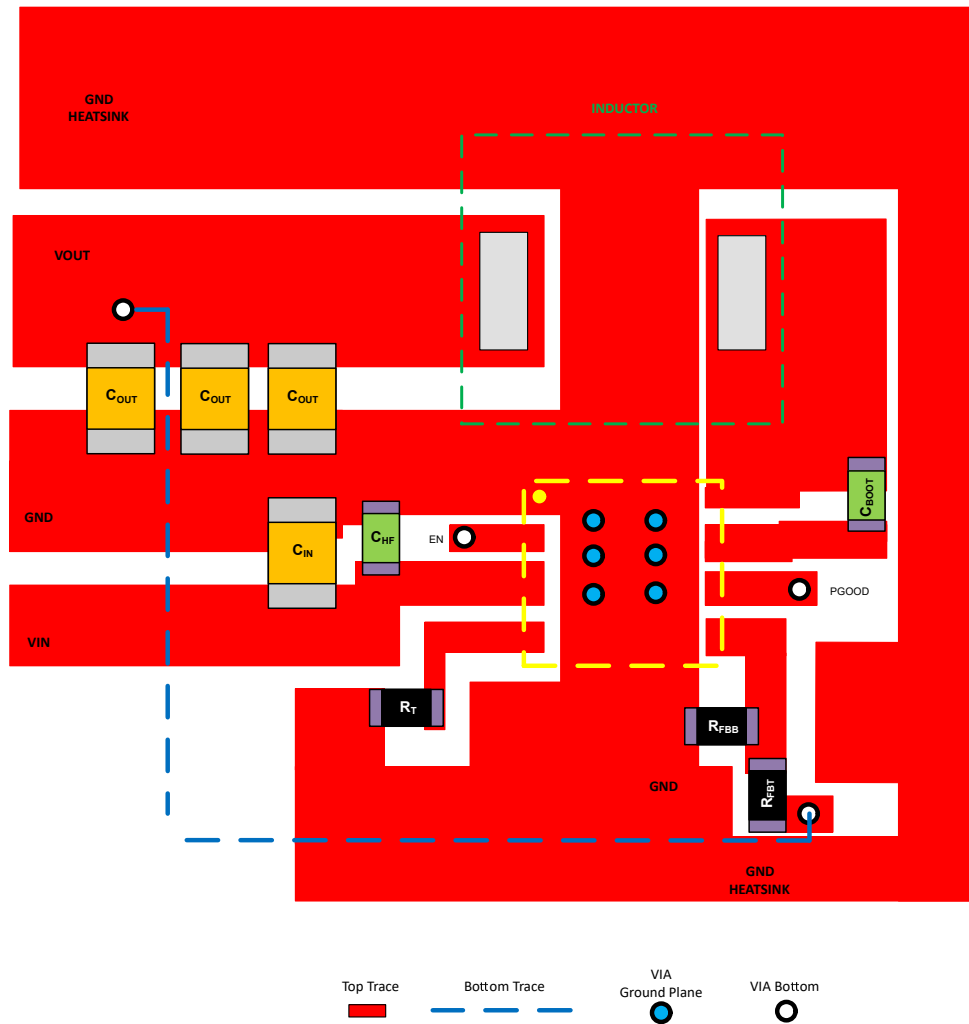 GND
HEATSINK
INDUCTOR
VOUT
COUT
COUT
COUT
CBOOT
GND
CIN
CHF
EN
PGOOD
VIN
RT
RFBB
GND
RFBT
GND
HEATSINK
Top Trace
Bottom Trace
VIA
Ground Plane
VIA Bottom